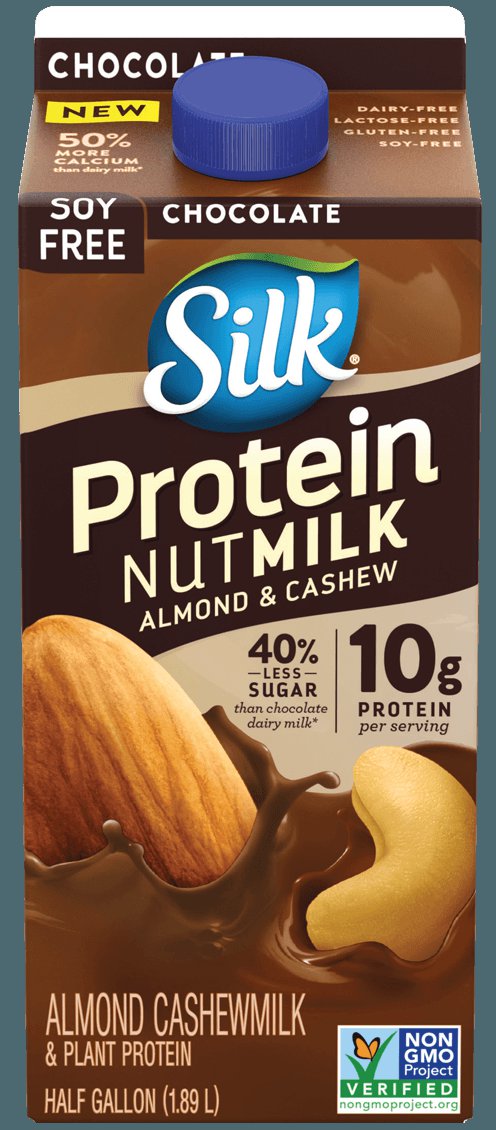 CHOCOL
NEW
50%
MORE
CALCIUM
than dairy milk*
DAIRY-FREE
LACTOSE-FREE
GLUTEN-FREE
SOY-FREE
SOY
FREE
CHOCOLATE
Silk®
Protein
NUTMILK
ALMOND & CASHEW
40%
LESS
SUGAR
than chocolate
dairy milk*
10g
PROTEIN
per serving
ALMOND CASHEWMILK
& PLANT PROTEIN
HALF GALLON (1.89 L)
NON
GMO
Project
VERIFIED
nongmoproject.org